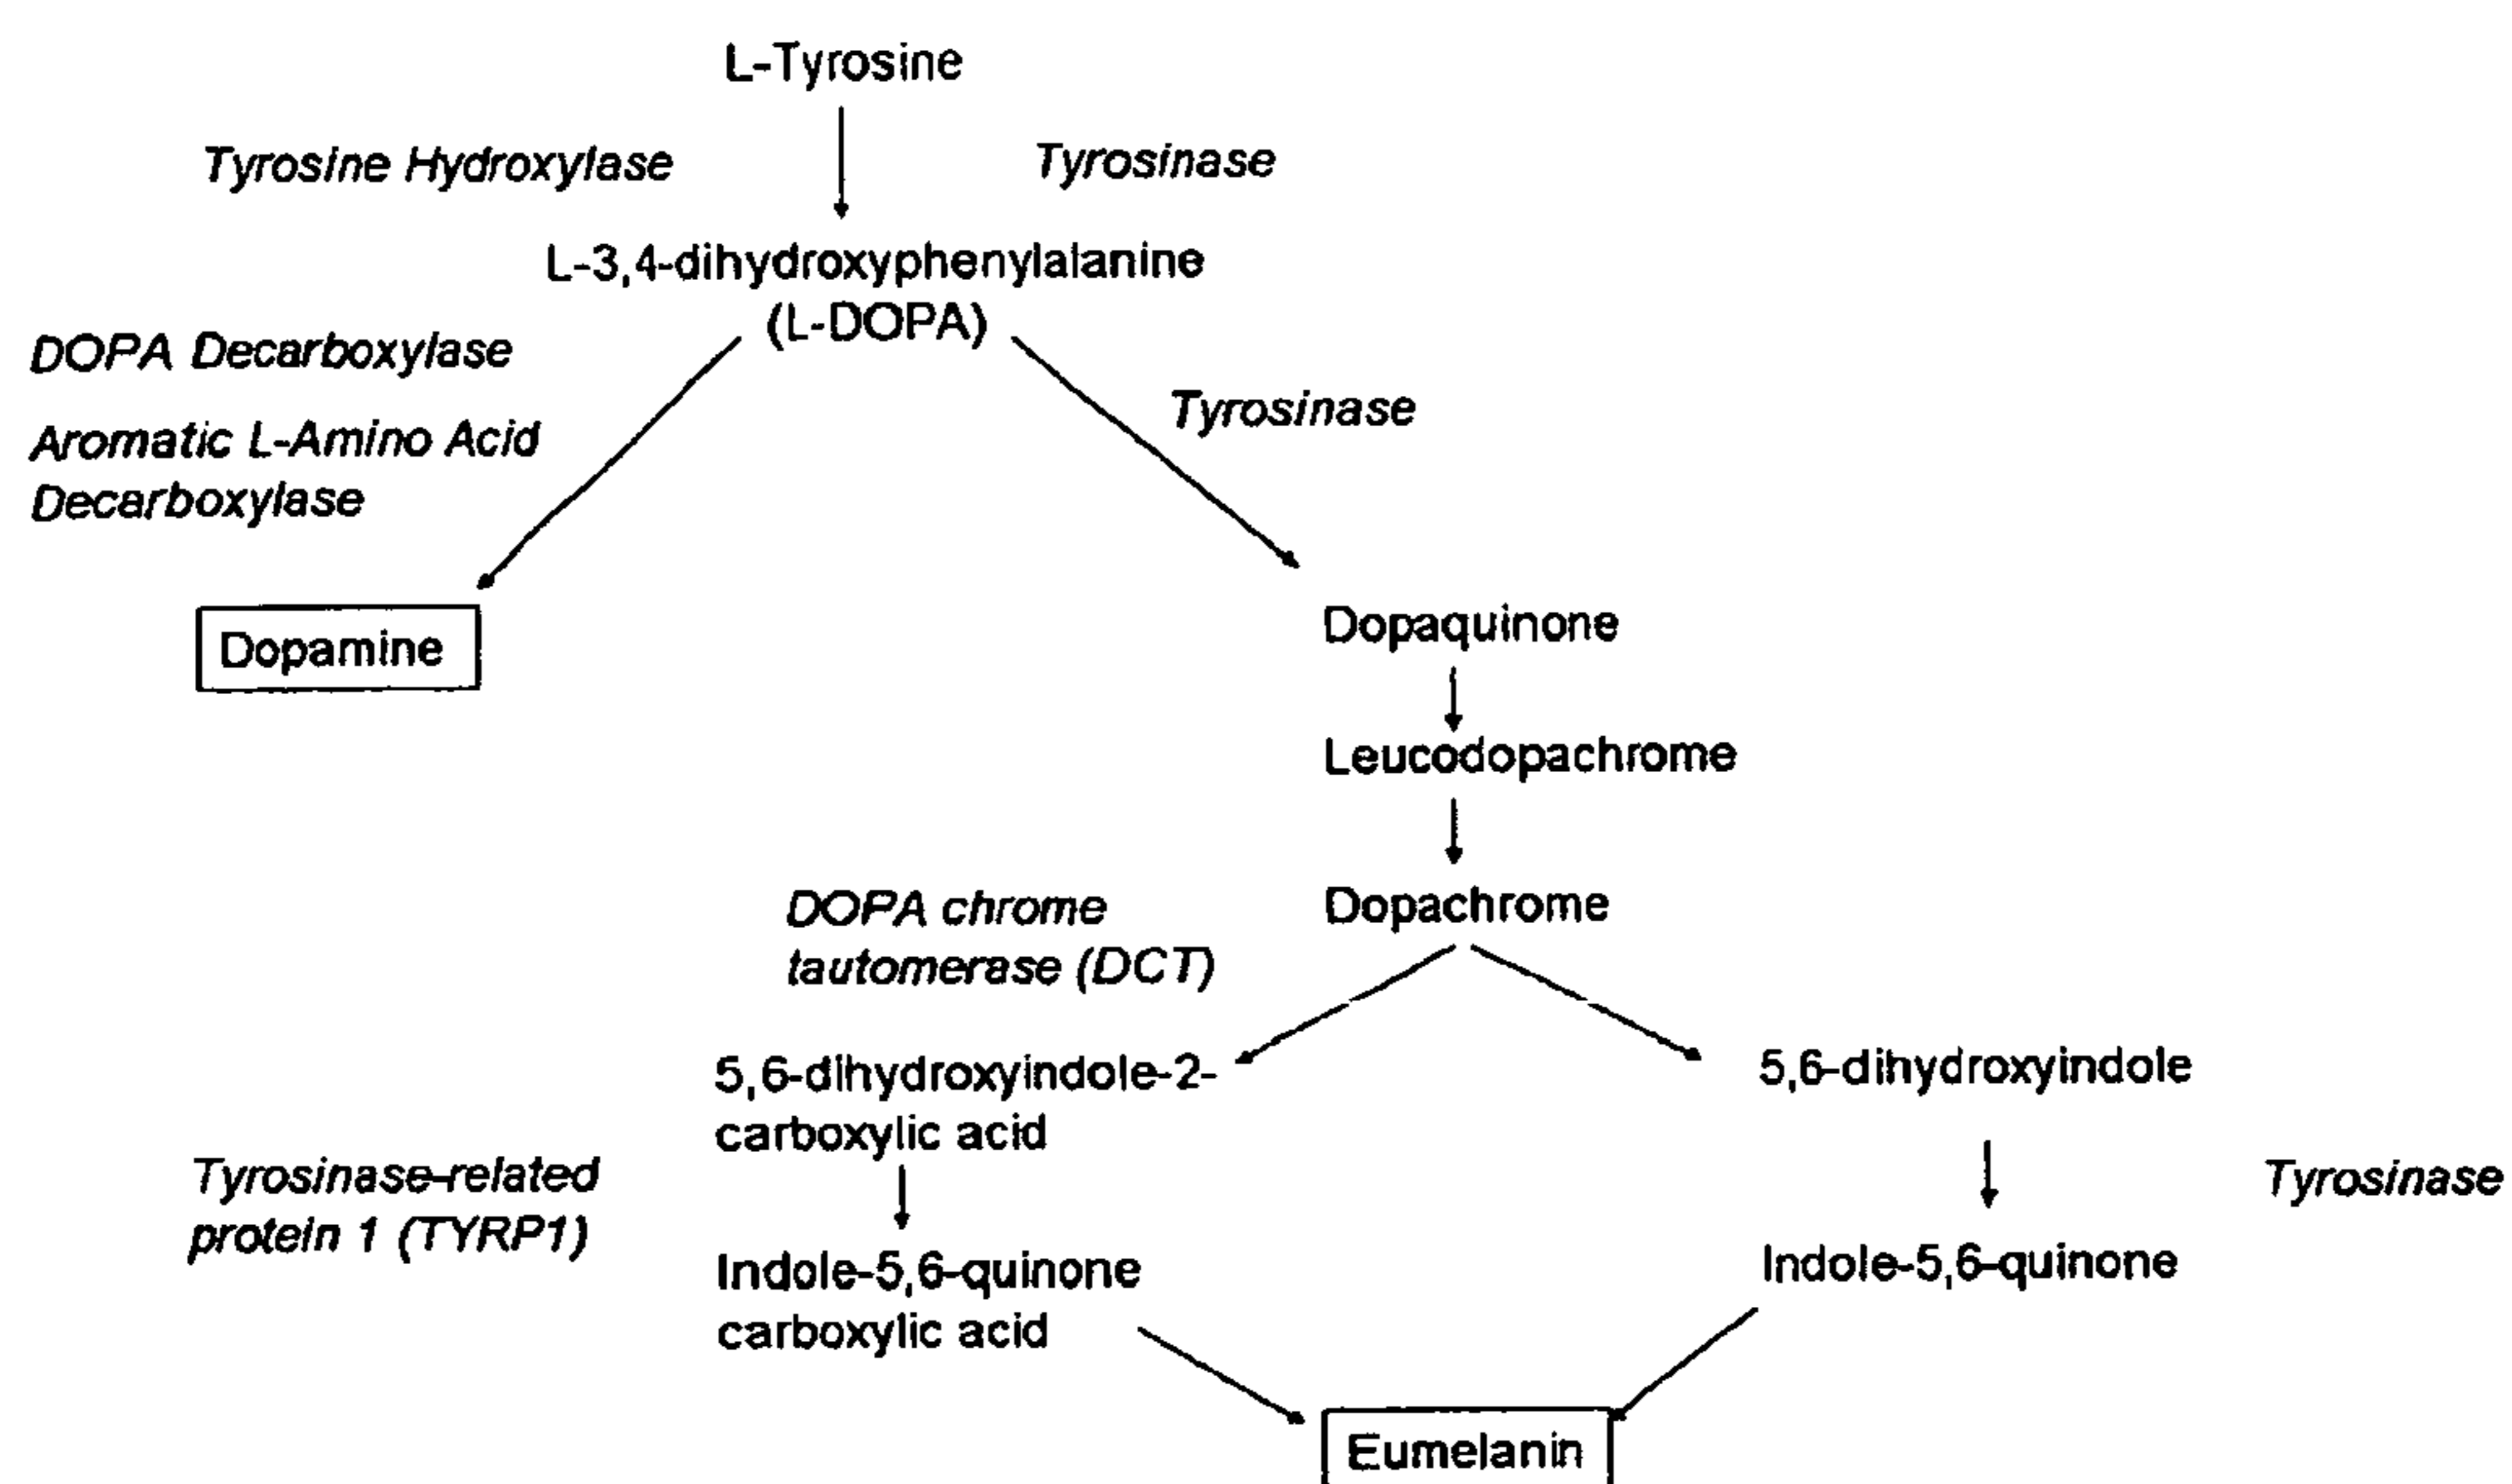 L-Tyrosine
Tyrosine Hydroxylase
Tyrosinase
L-3,4-dihydroxyphenylalanine
(L-DOPA)
DOPA Decarboxylase
Aromatic L-Amino Acid
Decarboxylase
Tyrosinase
Dopamine
Dopaquinone
Leucodopachrome
Dopachrome
DOPA chrome
tautomerase (DCT)
5,6-dihydroxyindole-2-
carboxylic acid
5,6-dihydroxyindole
Tyrosinase-related
protein 1 (TYRP1)
Tyrosinase
Indole-5,6-quinone
carboxylic acid
Indole-5,6-quinone
Eumelanin